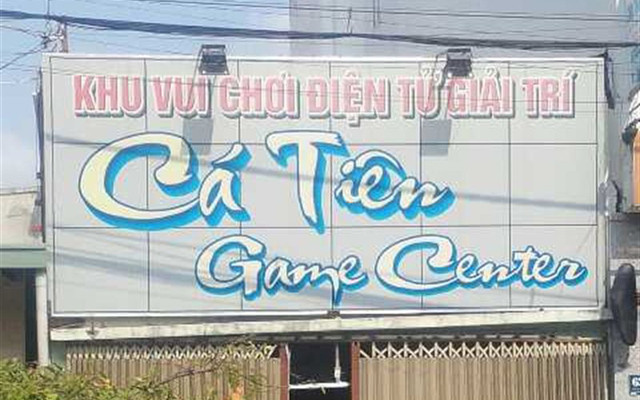 KHU VUI CHƠI ĐIỆN TỬ GIẢI TRÍ
Cá Tiên
Game Center